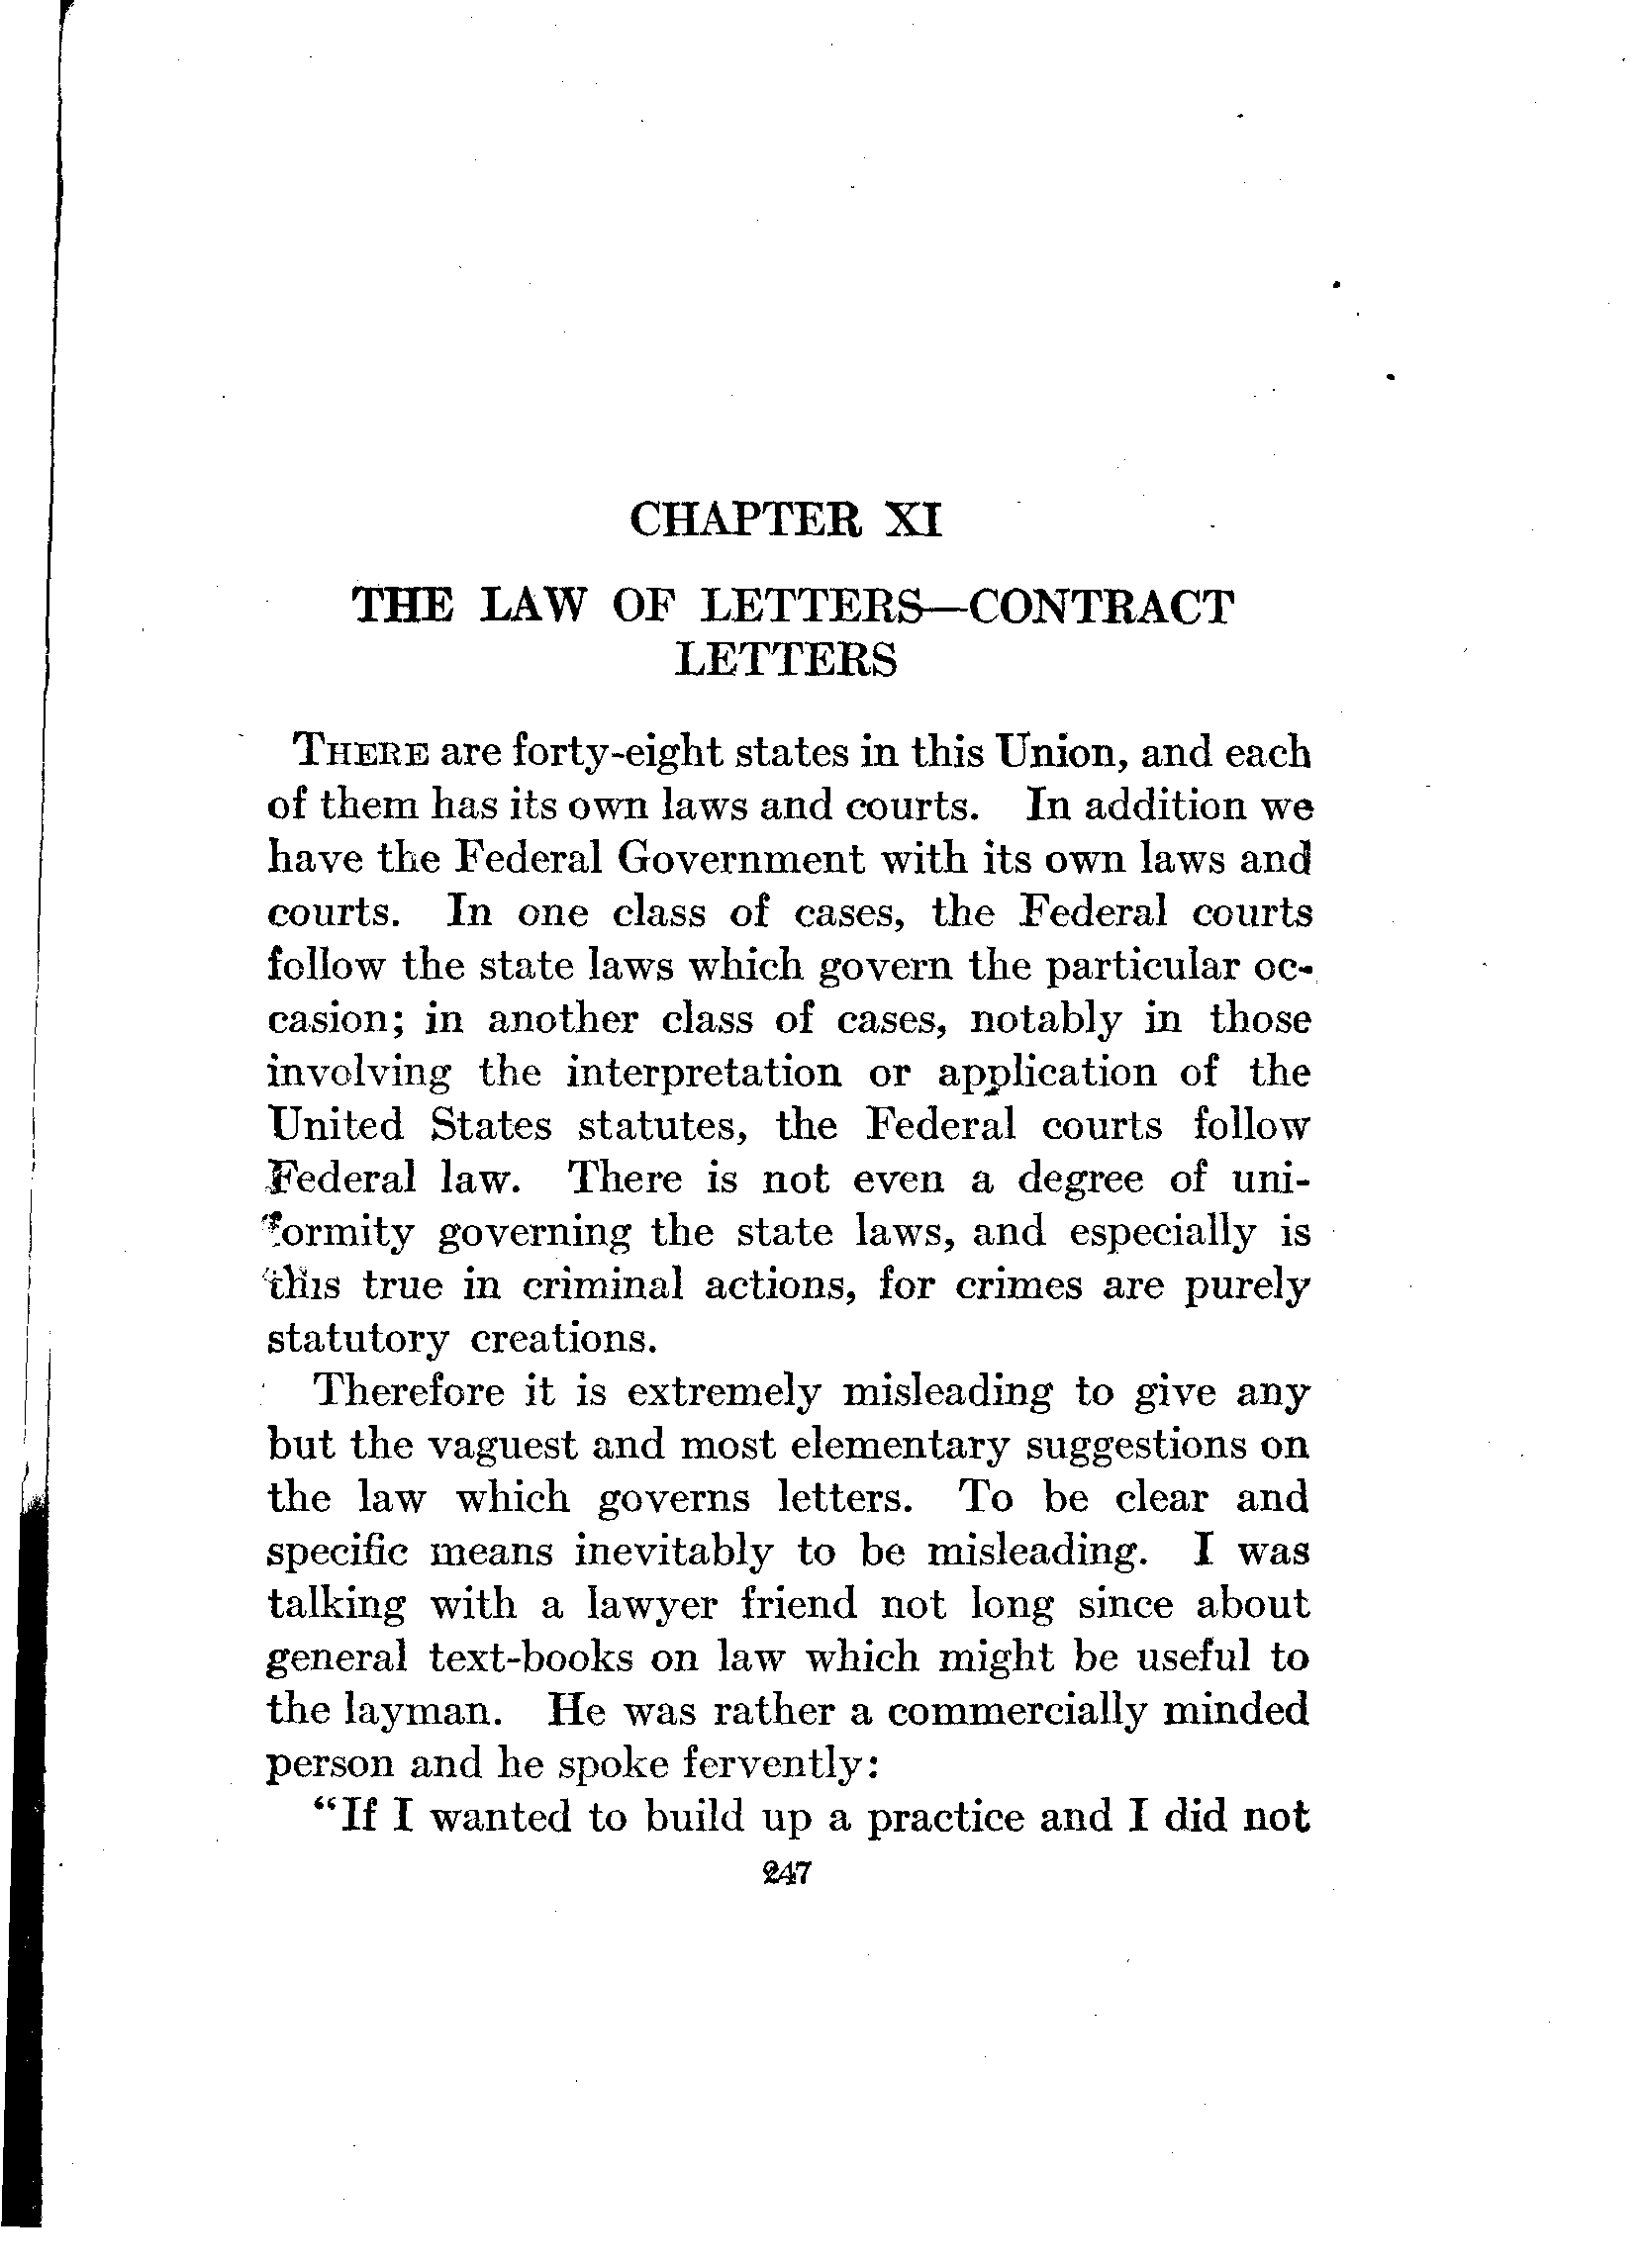 CHAPTER XI
THE LAW OF LETTERS—CONTRACT
LETTERS
THERE are forty-eight states in this Union, and each
of them has its own laws and courts. In addition we
have the Federal Government with its own laws and
courts. In one class of cases, the Federal courts
follow the state laws which govern the particular oc-
casion; in another class of cases, notably in those
involving the interpretation or application of the
United States statutes, the Federal courts follow
Federal law. There is not even a degree of uni-
formity governing the state laws, and especially is
this true in criminal actions, for crimes are purely
statutory creations.
Therefore it is extremely misleading to give any
but the vaguest and most elementary suggestions on
the law which governs letters. To be clear and
specific means inevitably to be misleading. I was
talking with a lawyer friend not long since about
general text-books on law which might be useful to
the layman. He was rather a commercially minded
person and he spoke fervently:
"If I wanted to build up a practice and I did not
247